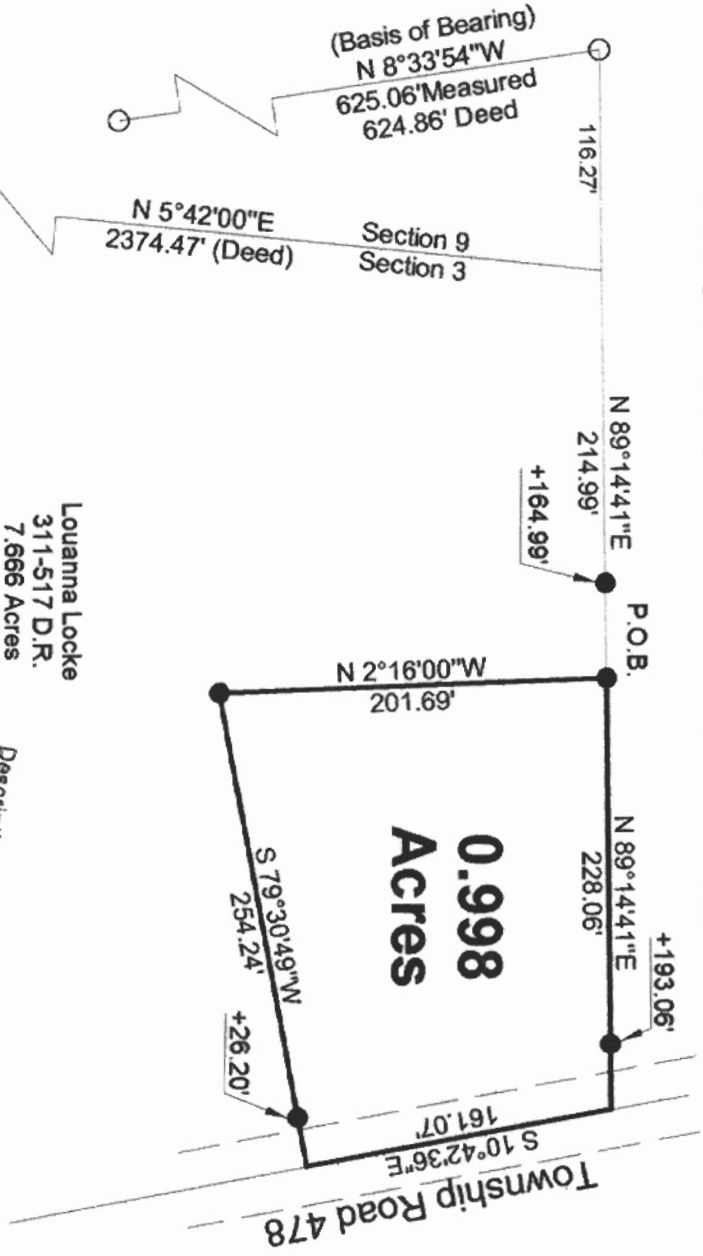 (Basis of Bearing)
N 8°33'54"W
625.06'Measured
624.86' Deed
116.27'
N 5°42'00"E
2374.47' (Deed)
Section 9
Section 3
N 89°14'41"E
214.99'
+164.99'
P.O.B.
N 2°16'00"W
201.69'
N 89°14'41"E
228.06'
+193.06'
0.998
Acres
S 79°30'49"W
254.24'
+26.20'
161.07'
S 10°42'36"E
Township Road 478
Louanna Locke
311-517 D.R.
7.666 Acres